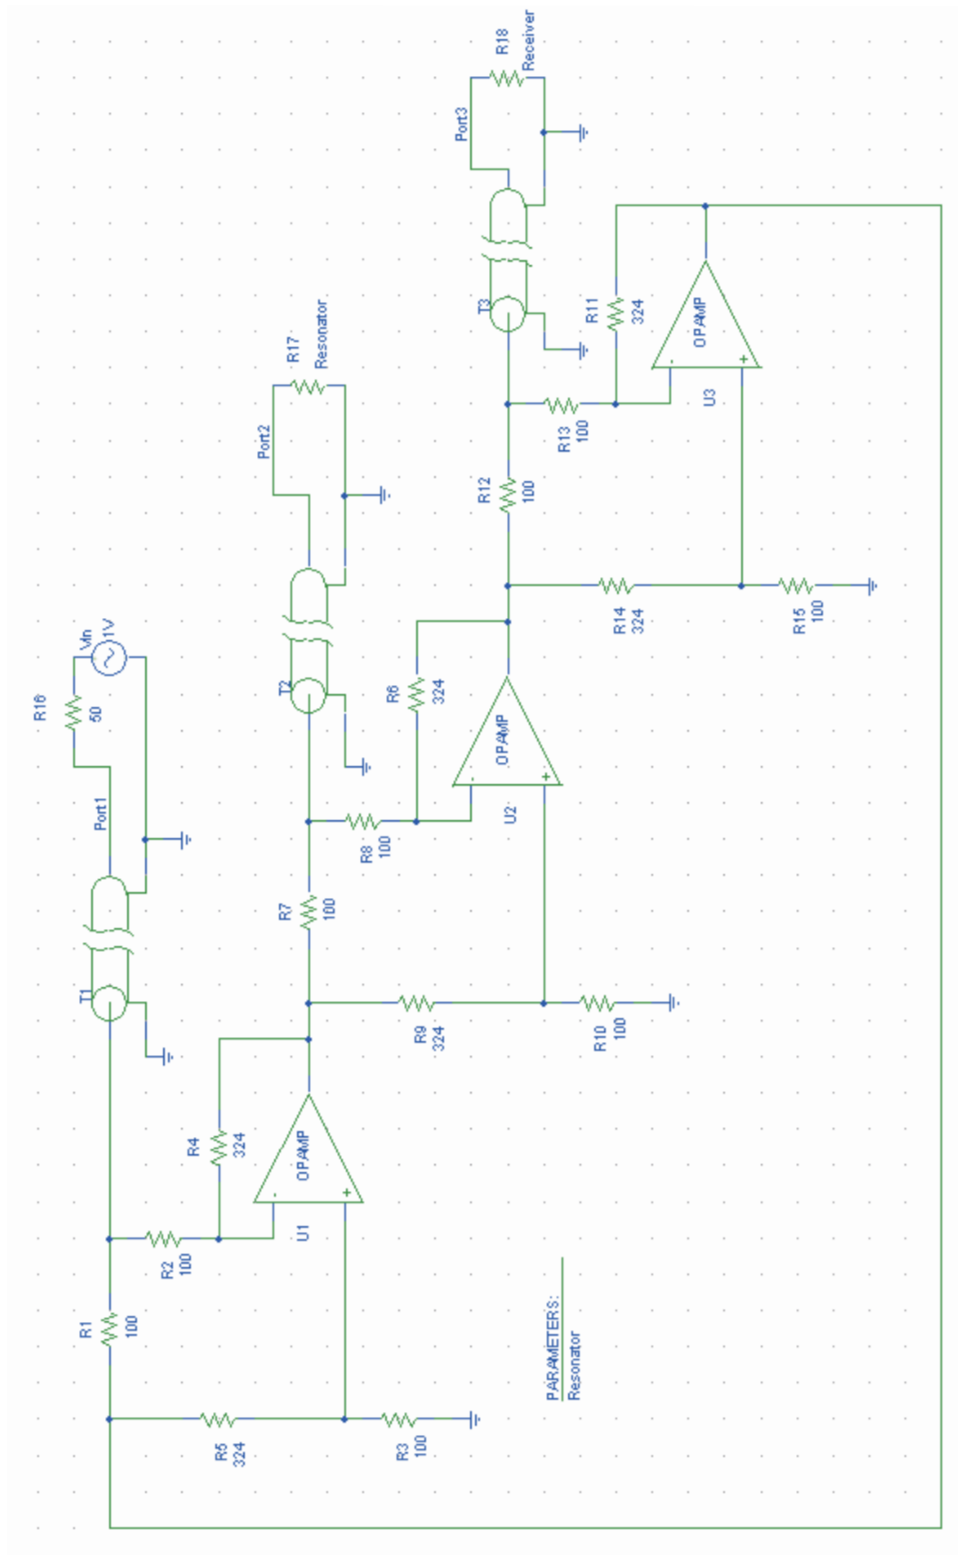 R16
50
Vin
1V
Port1
T1
R18
Receiver
Port3
T3
R17
Resonator
Port2
T2
R11
324
OPAMP
-
+
U3
R13
100
R12
100
R14
324
R15
100
R6
324
OPAMP
-
+
U2
R8
100
R7
100
R9
324
R10
100
R4
324
OPAMP
-
+
U1
R2
100
R1
100
R5
324
R3
100
PARAMETERS:
Resonator